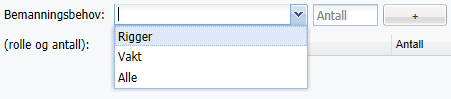 Bemanningsbehov: Antall +
Rigger
(rolle og antall): Antall
Vakt
Alle